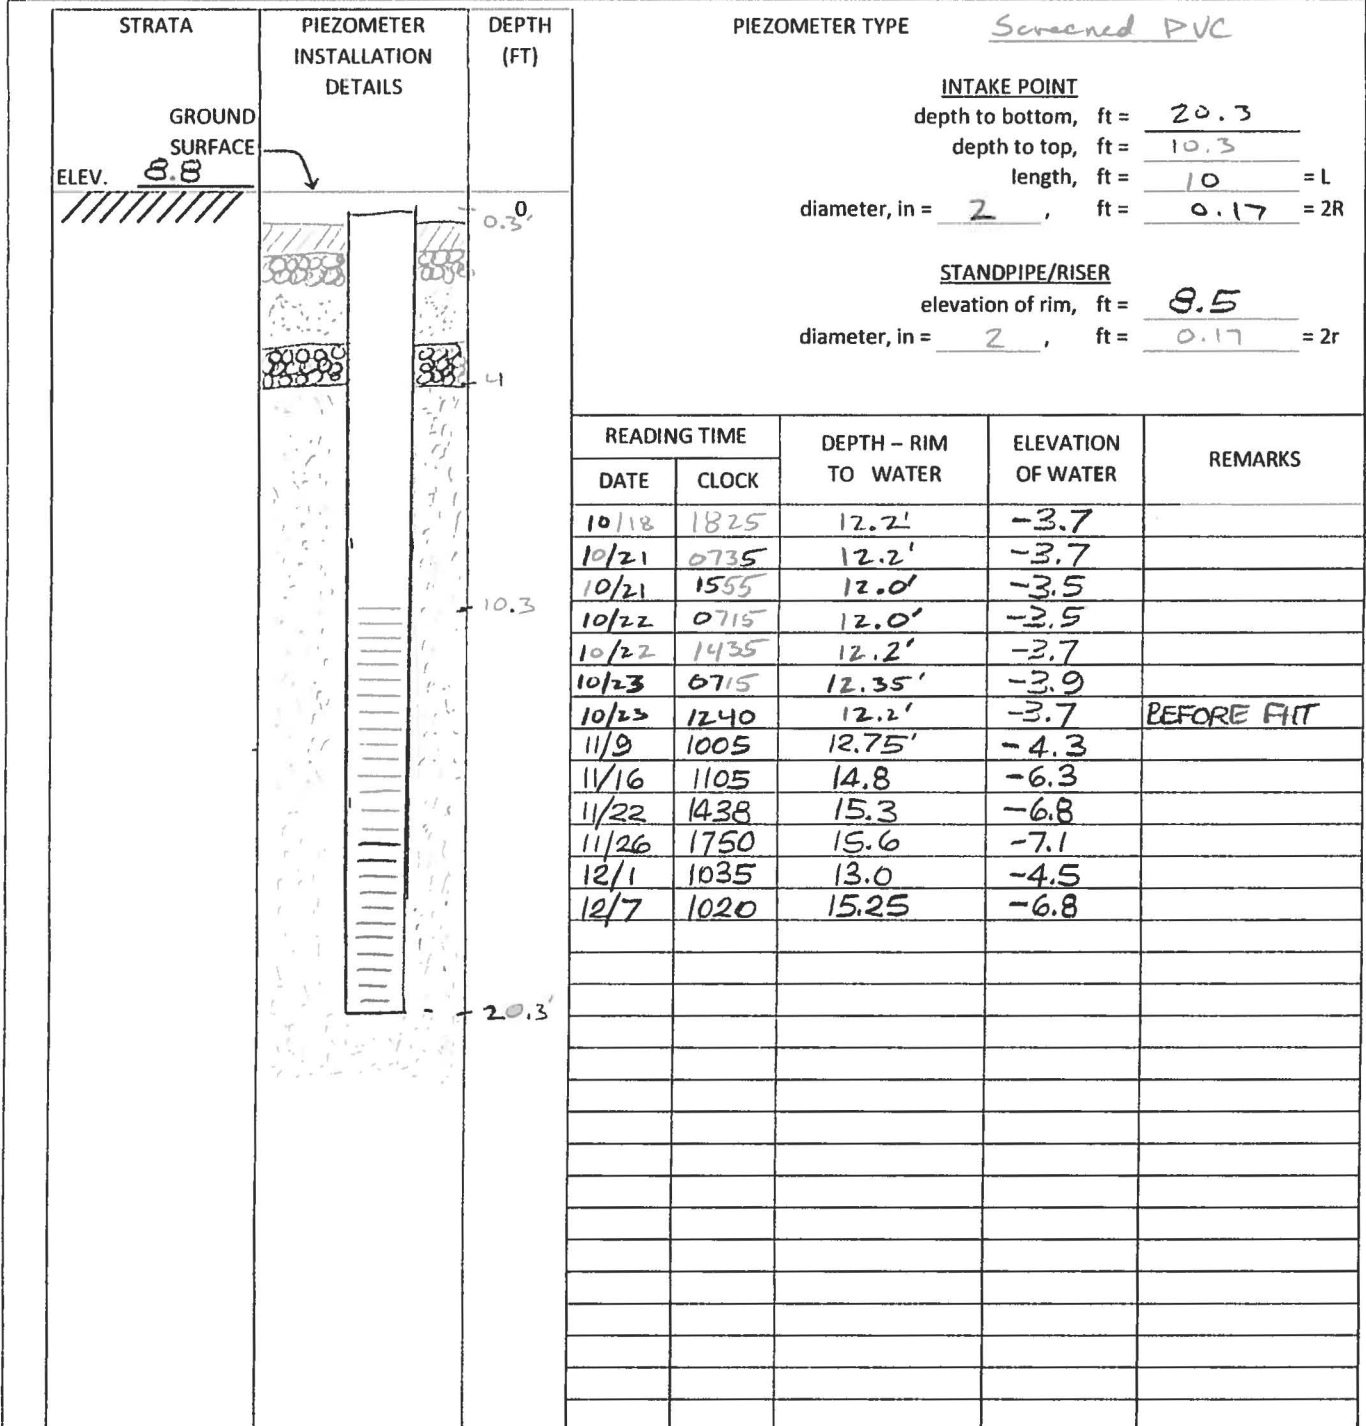 STRATA
PIEZOMETER
INSTALLATION
DETAILS
DEPTH
(FT)
GROUND
SURFACE
ELEV. 8.8
0
0.3'
4
10.3
20.3'
PIEZOMETER TYPE Screened PVC
INTAKE POINT
depth to bottom, ft = 20.3
depth to top, ft = 10.3
length, ft = 10 = L
diameter, in = 2 , ft = 0.17 = 2R
STANDPIPE/RISER
elevation of rim, ft = 8.5
diameter, in = 2 , ft = 0.17 = 2r
READING TIME
DATE CLOCK
DEPTH – RIM
TO WATER
ELEVATION
OF WATER
REMARKS
10/18 1825 12.2' -3.7
10/21 0735 12.2' -3.7
10/21 1555 12.0' -3.5
10/22 0715 12.0' -3.5
10/22 1435 12.2' -3.7
10/23 0715 12.35' -3.9
10/23 1240 12.2' -3.7 BEFORE FHT
11/9 1005 12.75' -4.3
11/16 1105 14.8 -6.3
11/22 1438 15.3 -6.8
11/26 1750 15.6 -7.1
12/1 1035 13.0 -4.5
12/7 1020 15.25 -6.8